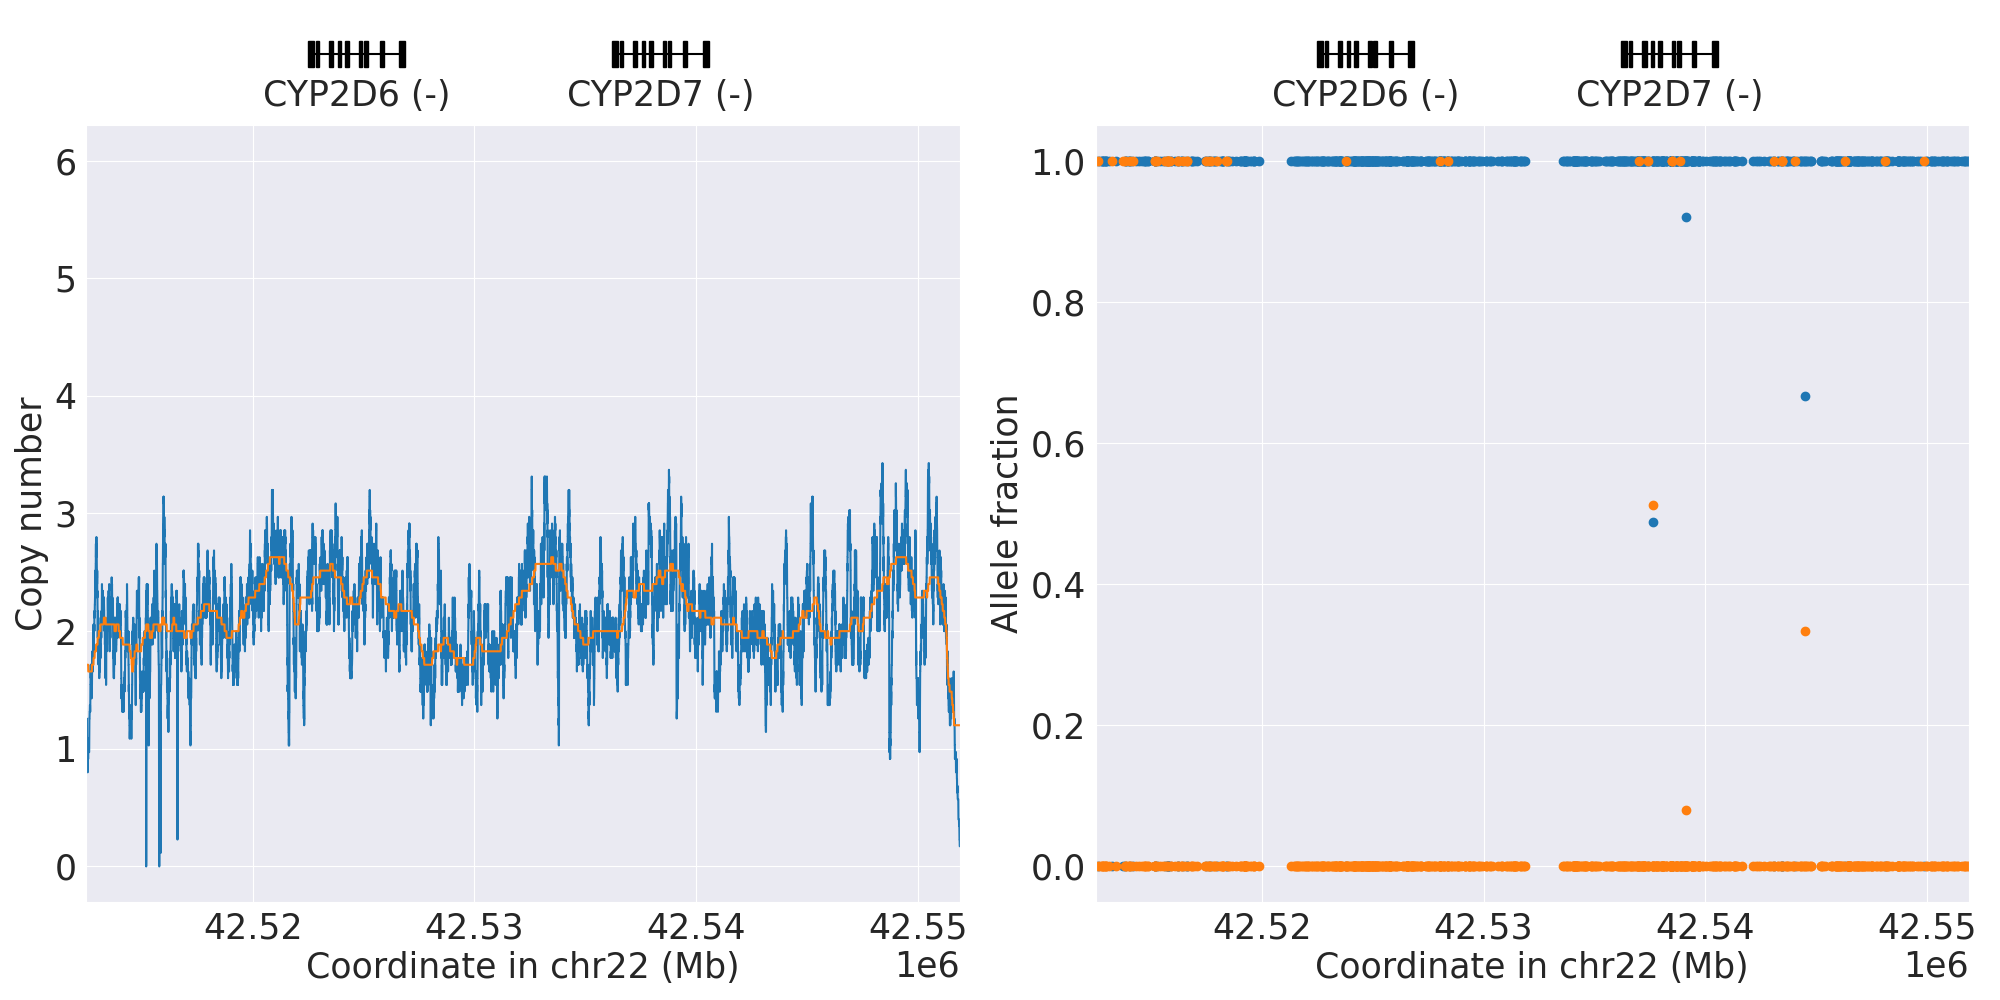 CYP2D6 (-)
CYP2D7 (-)
6
5
4
3
2
1
0
Copy number
42.52
42.53
42.54
42.55
Coordinate in chr22 (Mb)
1e6
CYP2D6 (-)
CYP2D7 (-)
1.0
0.8
0.6
0.4
0.2
0.0
Allele fraction
42.52
42.53
42.54
42.55
Coordinate in chr22 (Mb)
1e6